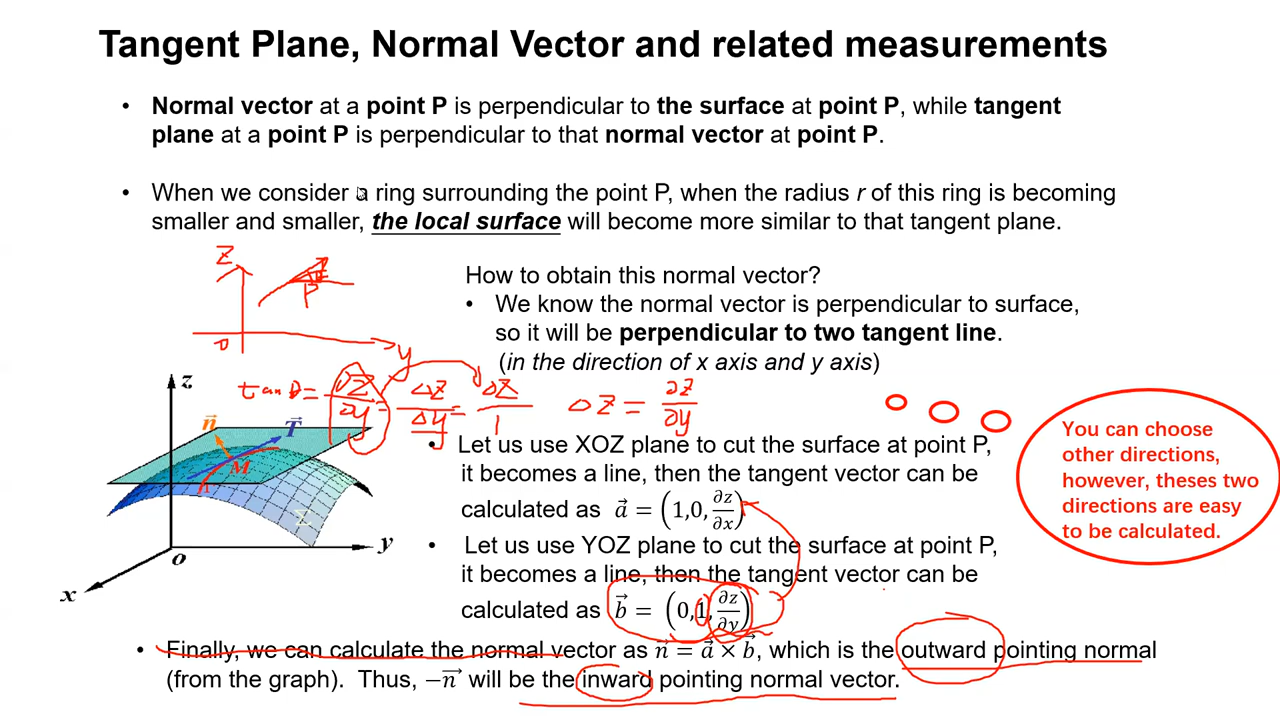 Tangent Plane, Normal Vector and related measurements
• Normal vector at a point P is perpendicular to the surface at point P, while tangent
plane at a point P is perpendicular to that normal vector at point P.
• When we consider a ring surrounding the point P, when the radius r of this ring is becoming
smaller and smaller, the local surface will become more similar to that tangent plane.
Z
P
O
y
How to obtain this normal vector?
• We know the normal vector is perpendicular to surface,
so it will be perpendicular to two tangent line.
(in the direction of x axis and y axis)
tanθ = ∂Z/∂y = ΔZ/Δy = ΔZ/1
ΔZ = ∂Z/∂y
z
n⃗
T⃗
M
Σ
o
y
x
• Let us use XOZ plane to cut the surface at point P,
it becomes a line, then the tangent vector can be
calculated as a⃗ = (1,0,∂z/∂x)
• Let us use YOZ plane to cut the surface at point P,
it becomes a line, then the tangent vector can be
calculated as b⃗ = (0,1,∂z/∂y)
You can choose
other directions,
however, theses two
directions are easy
to be calculated.
• Finally, we can calculate the normal vector as n⃗ = a⃗ × b⃗, which is the outward pointing normal
(from the graph). Thus, −n⃗ will be the inward pointing normal vector.